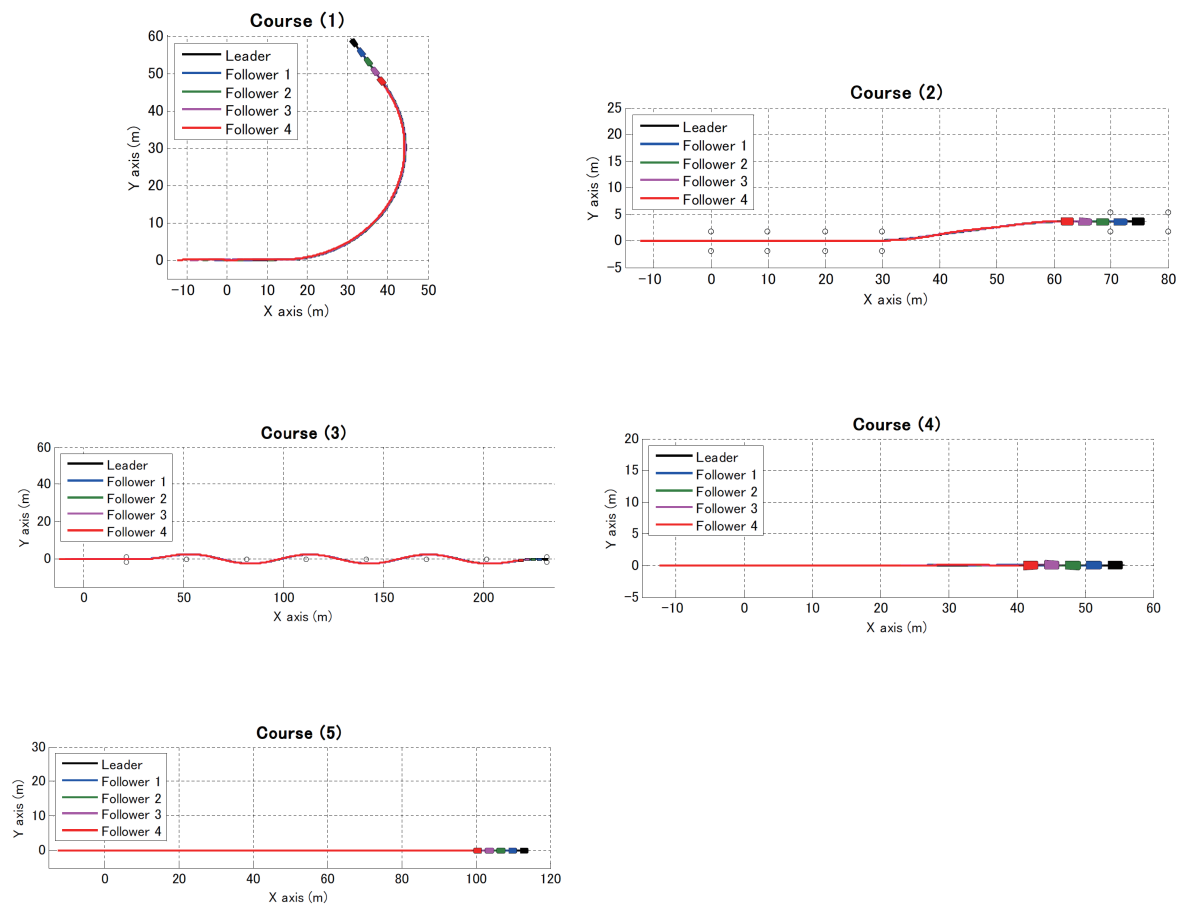 Course (1)
60
50
40
30
20
10
0
Y axis (m)
Leader
Follower 1
Follower 2
Follower 3
Follower 4
-10 0 10 20 30 40 50
X axis (m)
Course (2)
25
20
15
10
5
0
-5
Y axis (m)
Leader
Follower 1
Follower 2
Follower 3
Follower 4
-10 0 10 20 30 40 50 60 70 80
X axis (m)
Course (3)
60
40
20
0
Y axis (m)
Leader
Follower 1
Follower 2
Follower 3
Follower 4
0 50 100 150 200
X axis (m)
Course (4)
20
15
10
5
0
-5
Y axis (m)
Leader
Follower 1
Follower 2
Follower 3
Follower 4
-10 0 10 20 30 40 50 60
X axis (m)
Course (5)
30
20
10
0
Y axis (m)
Leader
Follower 1
Follower 2
Follower 3
Follower 4
0 20 40 60 80 100 120
X axis (m)